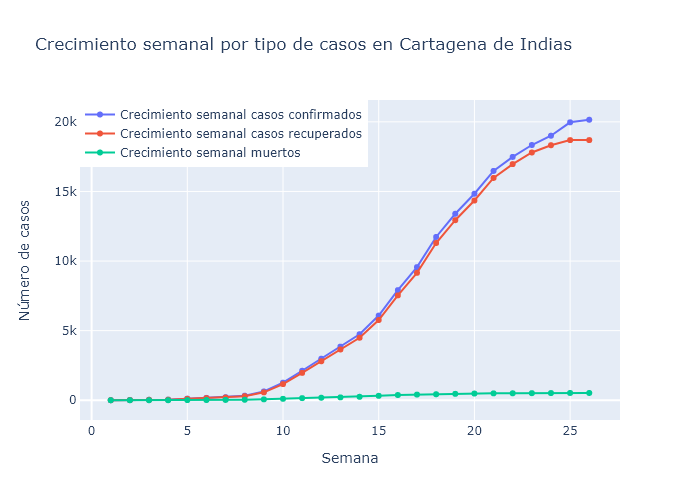 Crecimiento semanal por tipo de casos en Cartagena de Indias
Crecimiento semanal casos confirmados
Crecimiento semanal casos recuperados
Crecimiento semanal muertos
Número de casos
20k
15k
10k
5k
0
0
5
10
15
20
25
Semana